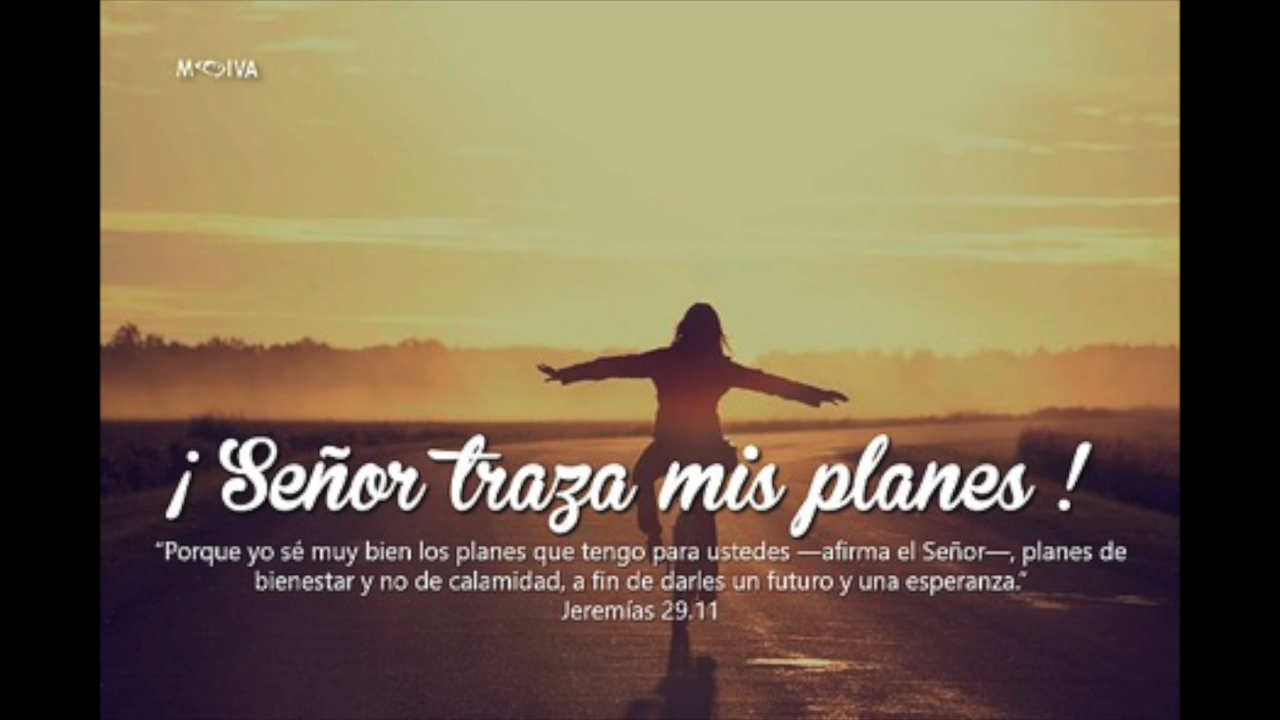 ¡ Señor traza mis planes !
“Porque yo sé muy bien los planes que tengo para ustedes —afirma el Señor—, planes de
bienestar y no de calamidad, a fin de darles un futuro y una esperanza.”
Jeremías 29.11